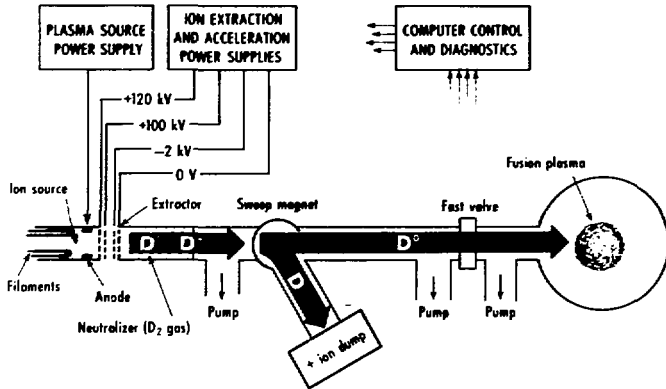 PLASMA SOURCE
POWER SUPPLY
ION EXTRACTION
AND ACCELERATION
POWER SUPPLIES
COMPUTER CONTROL
AND DIAGNOSTICS
+120 kV
+100 kV
−2 kV
0 V
Fusion plasma
Ion source
Extractor
Sweep magnet
Fast valve
D
D
D°
D
Filaments
Anode
Neutralizer (D₂ gas)
Pump
Pump
Pump
+ ion dump